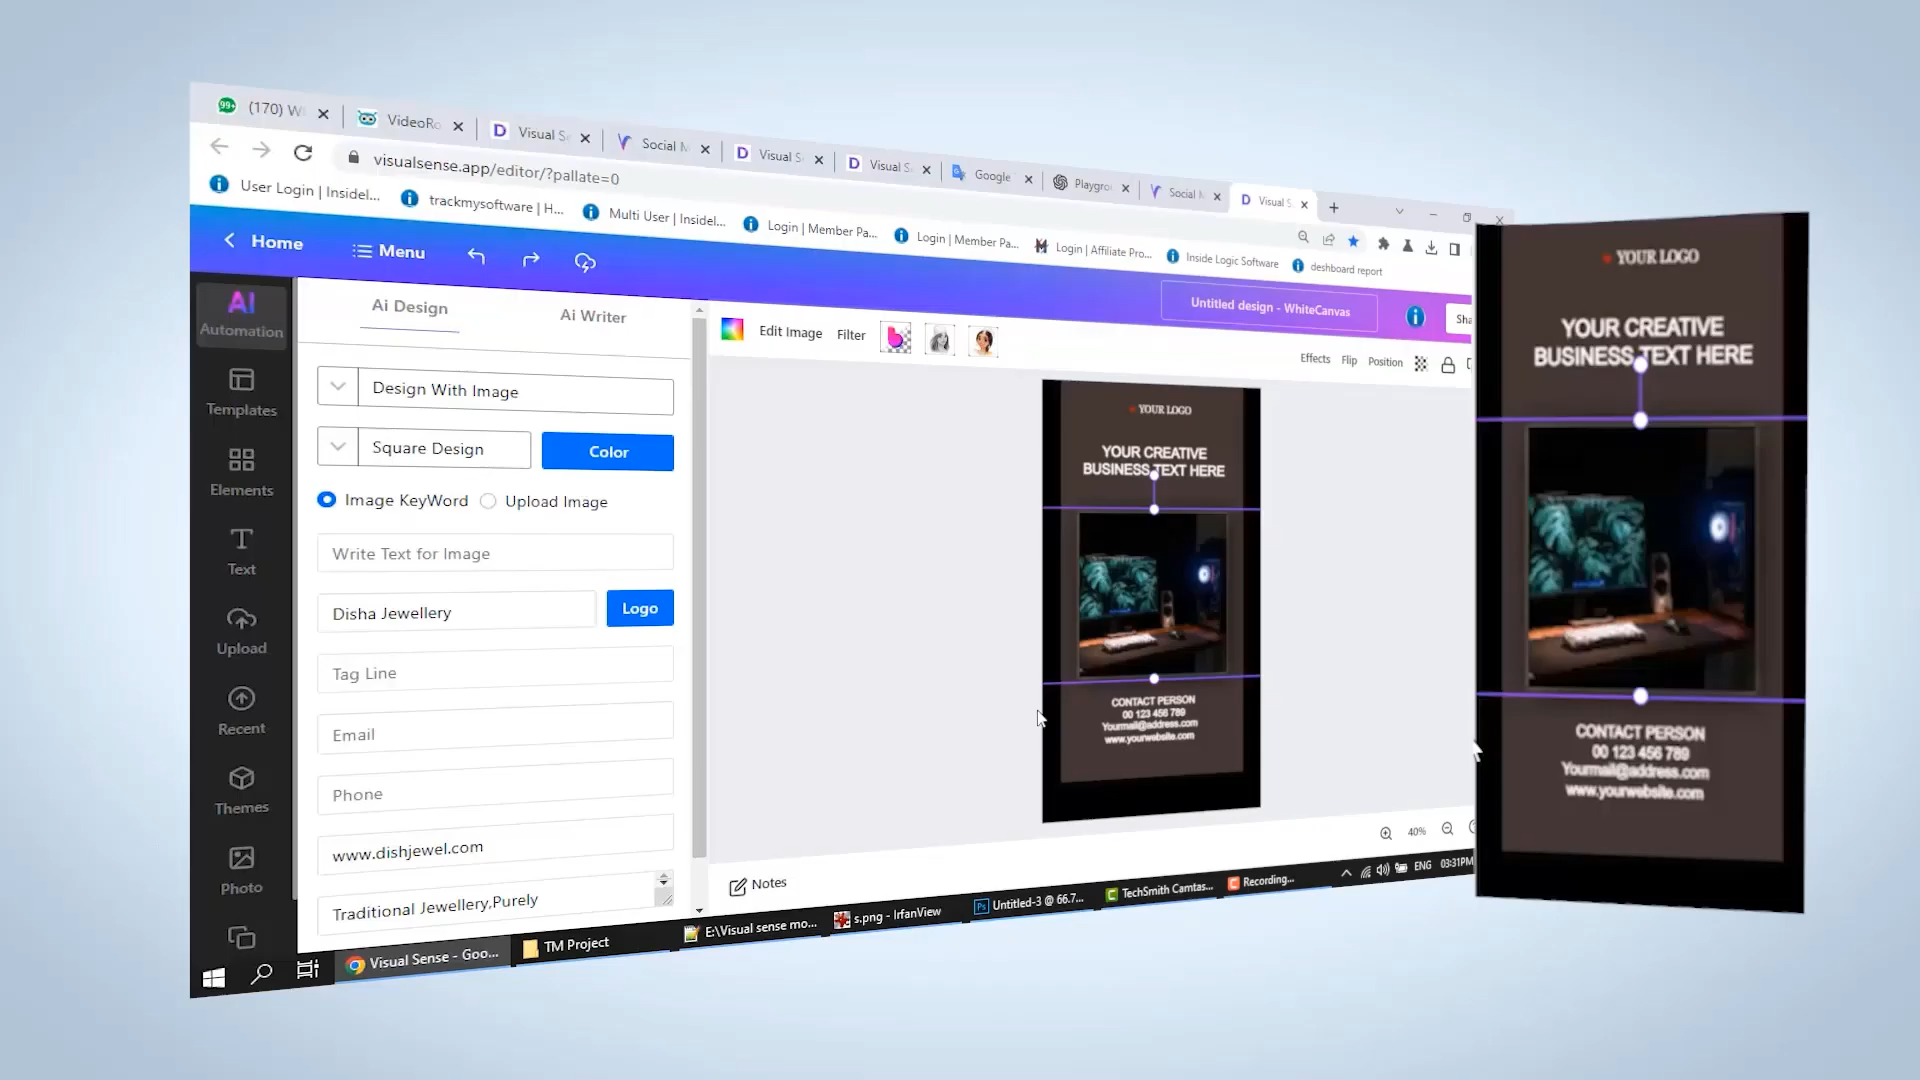 99+ (170) W
VideoRo
Visual S
Social M
Visual S
Visual S
Google
Playgro
Social M
Visual S
visualsense.app/editor/?pallate=0
User Login | Insidel...
trackmysoftware | H...
Multi User | Insidel...
Login | Member Pa...
Login | Member Pa...
Login | Affiliate Pro...
Inside Logic Software
deshboard report
Home
Menu
Untitled design - WhiteCanvas
Sha
AI
Automation
Templates
Elements
Text
Upload
Recent
Themes
Photo
Ai Design
Ai Writer
Design With Image
Square Design
Color
Image KeyWord
Upload Image
Write Text for Image
Disha Jewellery
Logo
Tag Line
Email
Phone
www.dishjewel.com
Traditional Jewellery,Purely
Edit Image
Filter
Effects
Flip
Position
YOUR LOGO
YOUR CREATIVE
BUSINESS TEXT HERE
CONTACT PERSON
00 123 456 789
Yourmail@address.com
www.yourwebsite.com
40%
Notes
Visual Sense - Goo...
TM Project
E:\Visual sense mo...
s.png - IrfanView
Untitled-3 @ 66.7...
TechSmith Camtas...
Recording...
ENG
03:31PM
YOUR LOGO
YOUR CREATIVE
BUSINESS TEXT HERE
CONTACT PERSON
00 123 456 789
Yourmail@address.com
www.yourwebsite.com